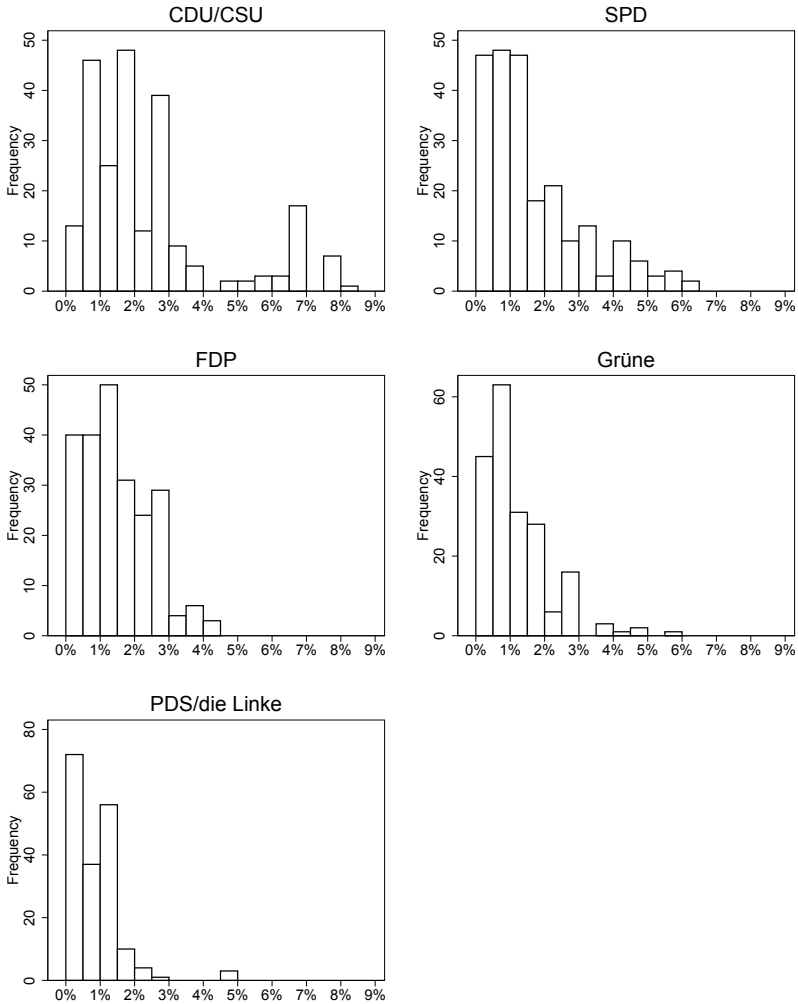 CDU/CSU
Frequency
0 10 20 30 40 50
0% 1% 2% 3% 4% 5% 6% 7% 8% 9%
SPD
Frequency
0 10 20 30 40 50
0% 1% 2% 3% 4% 5% 6% 7% 8% 9%
FDP
Frequency
0 10 20 30 40 50
0% 1% 2% 3% 4% 5% 6% 7% 8% 9%
Grüne
Frequency
0 20 40 60
0% 1% 2% 3% 4% 5% 6% 7% 8% 9%
PDS/die Linke
Frequency
0 20 40 60 80
0% 1% 2% 3% 4% 5% 6% 7% 8% 9%